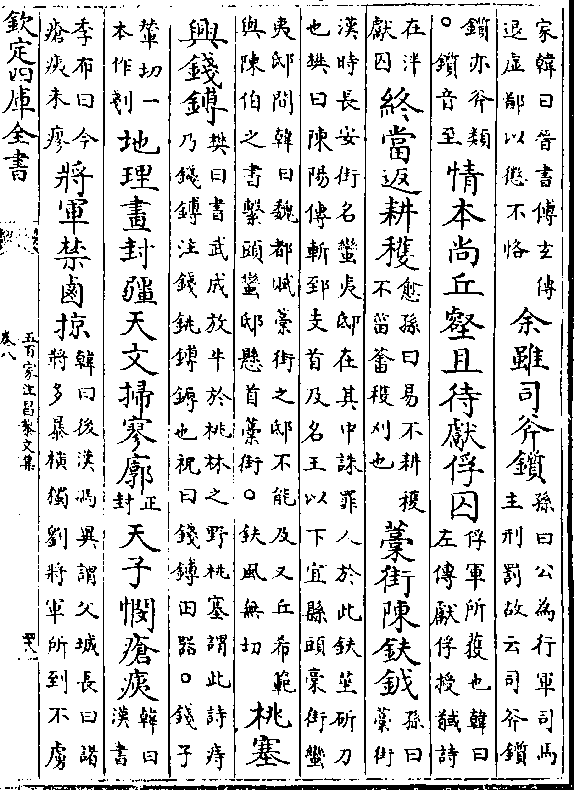 家韓曰晉書傅玄傳退虚鄙以懲不恪余雖司斧鑕孫曰公為行軍司馬主刑罰故云司斧鑕
鑕亦斧類。鑕音至情本尚丘壑且待獻俘囚俘軍所獲也韓曰左傳獻俘授馘詩
在泮獻囚終當返耕穫愈孫曰易不耕穫不菑畬穫刈也藁街陳鈇鉞孫曰藁街
漢時長安街名蠻夷邸在其中誅罪人於此鈇莝斫刀也樊曰陳陽傳斬郅支首及名王以下宜縣頭藁街蠻
夷邸間韓曰魏都賦藁街之邸不能及又丘希範與陳伯之書繫頭蠻邸懸首藁街。鈇風無切桃塞
興錢鎛樊曰書武成放牛於桃林之野桃塞謂此詩庤乃錢鎛注錢銚鎛鎒也祝曰錢鎛田器。錢子
輦切一本作剗地理畫封疆天文掃寥廓正封天子憫瘡痍韓曰漢書
季布曰今瘡痍未瘳將軍禁鹵掠韓曰後漢馮異謂父城長曰諸將多暴橫獨劉將軍所到不虜
欽定四庫全書
五百家注昌黎文集
卷八